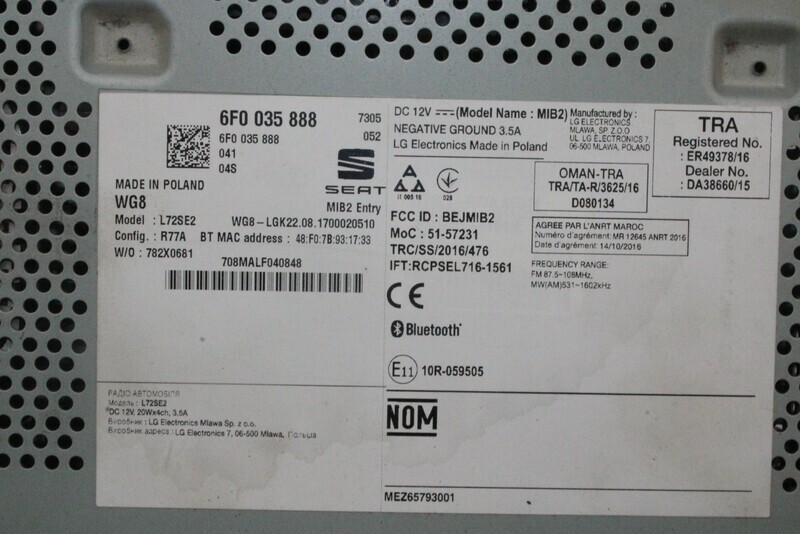 6F0 035 888
7305
6F0 035 888
052
041
04S
SEAT
MADE IN POLAND
MIB2 Entry
WG8
Model : L72SE2
WG8-LGK22.08.1700020510
Config. : R77A
BT MAC address : 48:F0:7B:93:17:33
W/O : 782X0681
708MALF040848
РАДІО АВТОМОБІЛЯ
Модель : L72SE2
DC 12V, 20Wx4ch, 3.5A
Виробник : LG Electronics Mlawa Sp. z o.o.
Виробник адреса : LG Electronics 7, 06-500 Mlawa, Польща
DC 12V (Model Name : MIB2)
NEGATIVE GROUND 3.5A
LG Electronics Made in Poland
Manufactured by :
LG ELECTRONICS
MLAWA, SP. Z.O.O
UL. LG ELECTRONICS 7,
06-500 MLAWA, POLAND
TRA
Registered No.
: ER49378/16
Dealer No.
: DA38660/15
028
OMAN-TRA
TRA/TA-R/3625/16
D080134
FCC ID : BEJMIB2
MoC : 51-57231
TRC/SS/2016/476
IFT:RCPSEL716-1561
AGREE PAR L'ANRT MAROC
Numéro d'agrément: MR 12645 ANRT 2016
Date d'agrément: 14/10/2016
FREQUENCY RANGE:
FM 87.5~108MHz,
MW(AM)531~1602kHz
CE
Bluetooth
E11 10R-059505
NOM
MEZ65793001